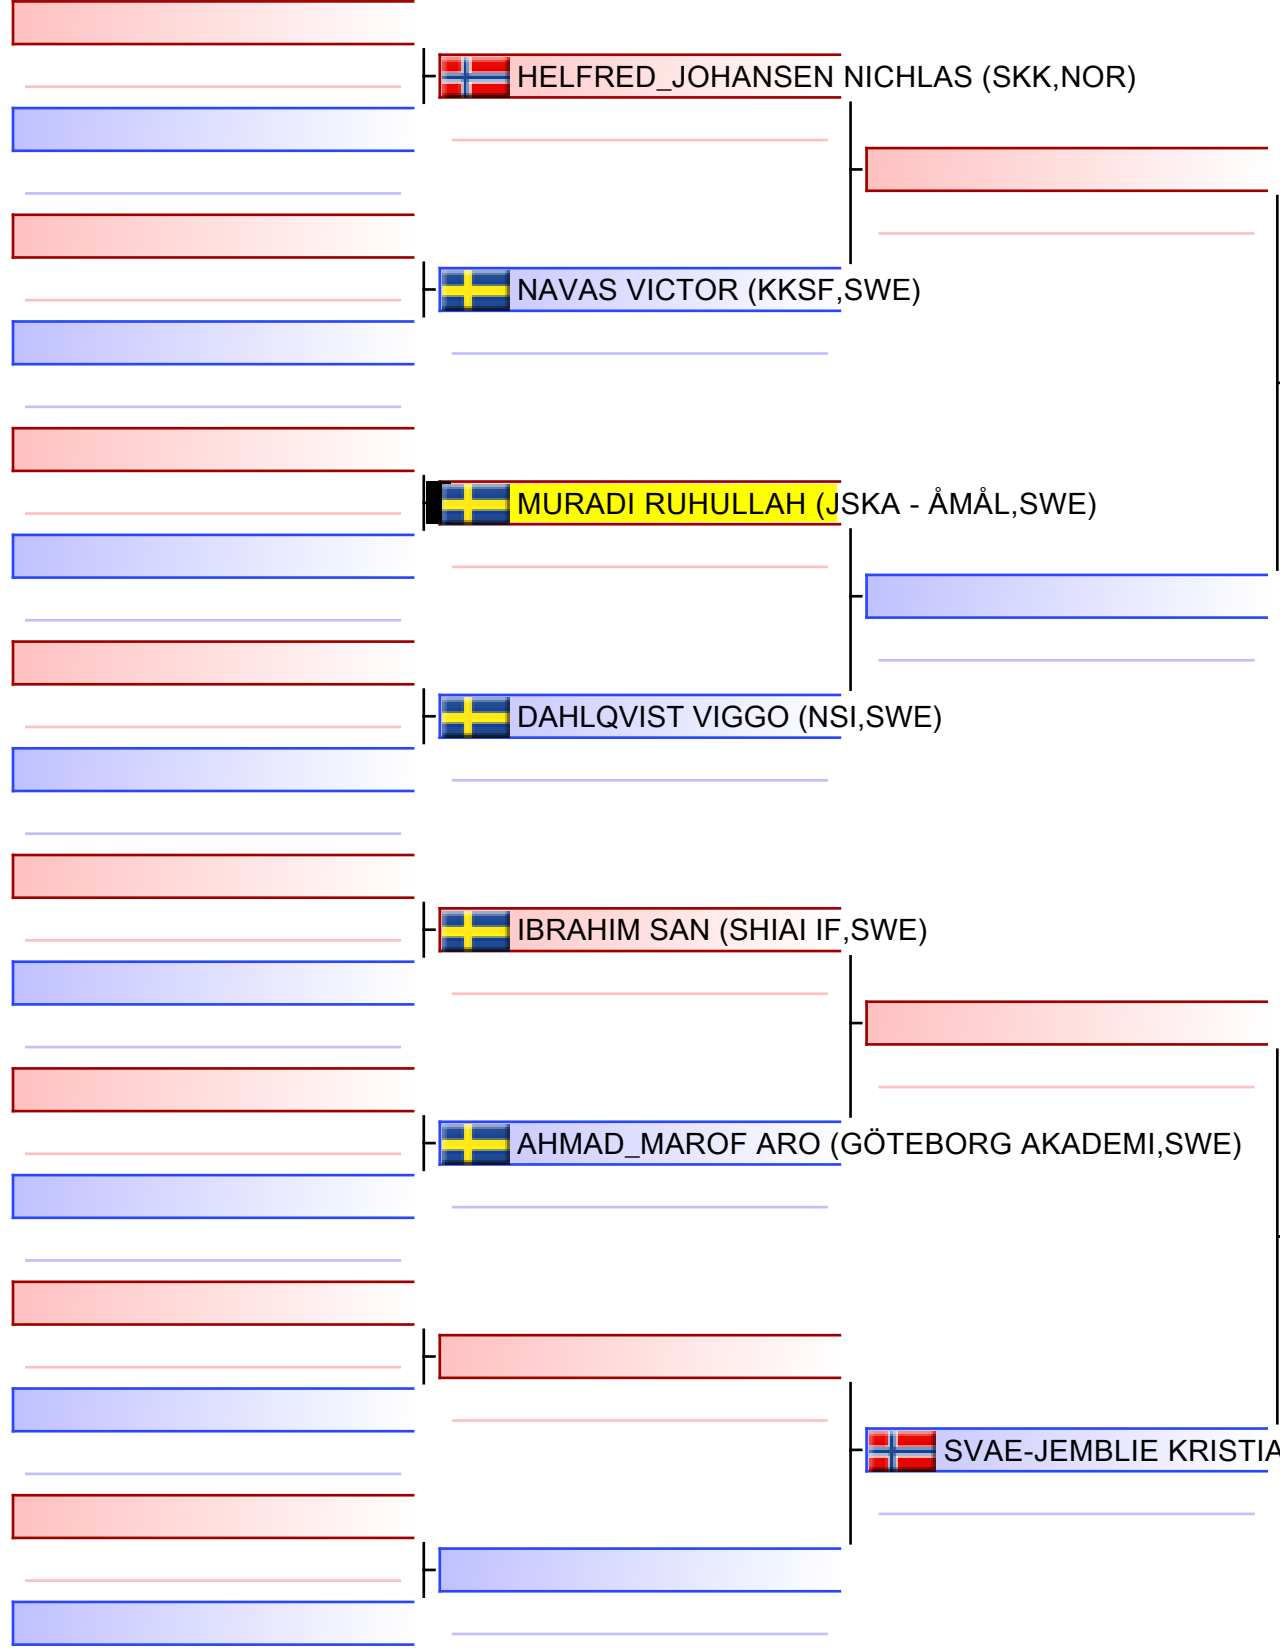 HELFRED_JOHANSEN NICHLAS (SKK,NOR)
NAVAS VICTOR (KKSF,SWE)
MURADI RUHULLAH (JSKA - ÅMÅL,SWE)
DAHLQVIST VIGGO (NSI,SWE)
IBRAHIM SAN (SHIAI IF,SWE)
AHMAD_MAROF ARO (GÖTEBORG AKADEMI,SWE)
SVAE-JEMBLIE KRISTIA